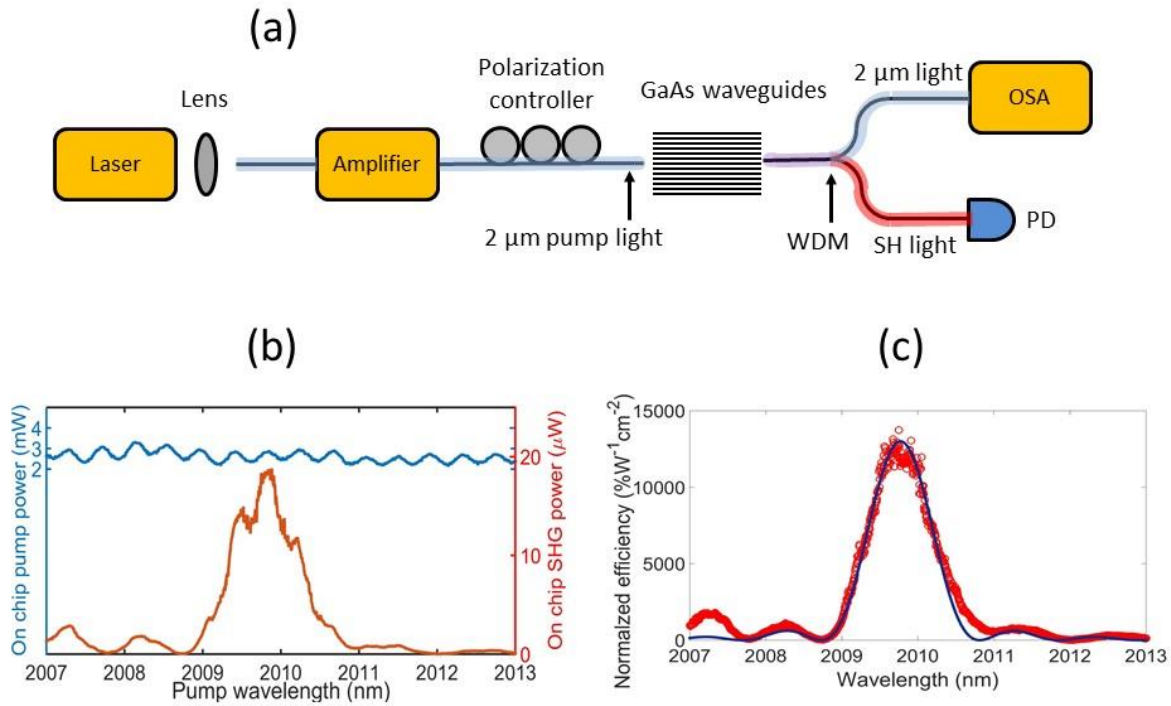 (a)
Lens
Polarization
controller
GaAs waveguides
2 μm light
OSA
Laser
Amplifier
2 μm pump light
WDM
SH light
PD
(b)
On chip pump power (mW)
4
3
2
20
10
0
On chip SHG power (μW)
2007 2008 2009 2010 2011 2012 2013
Pump wavelength (nm)
(c)
Normalized efficiency (%W⁻¹cm⁻²)
15000
10000
5000
0
2007 2008 2009 2010 2011 2012 2013
Wavelength (nm)